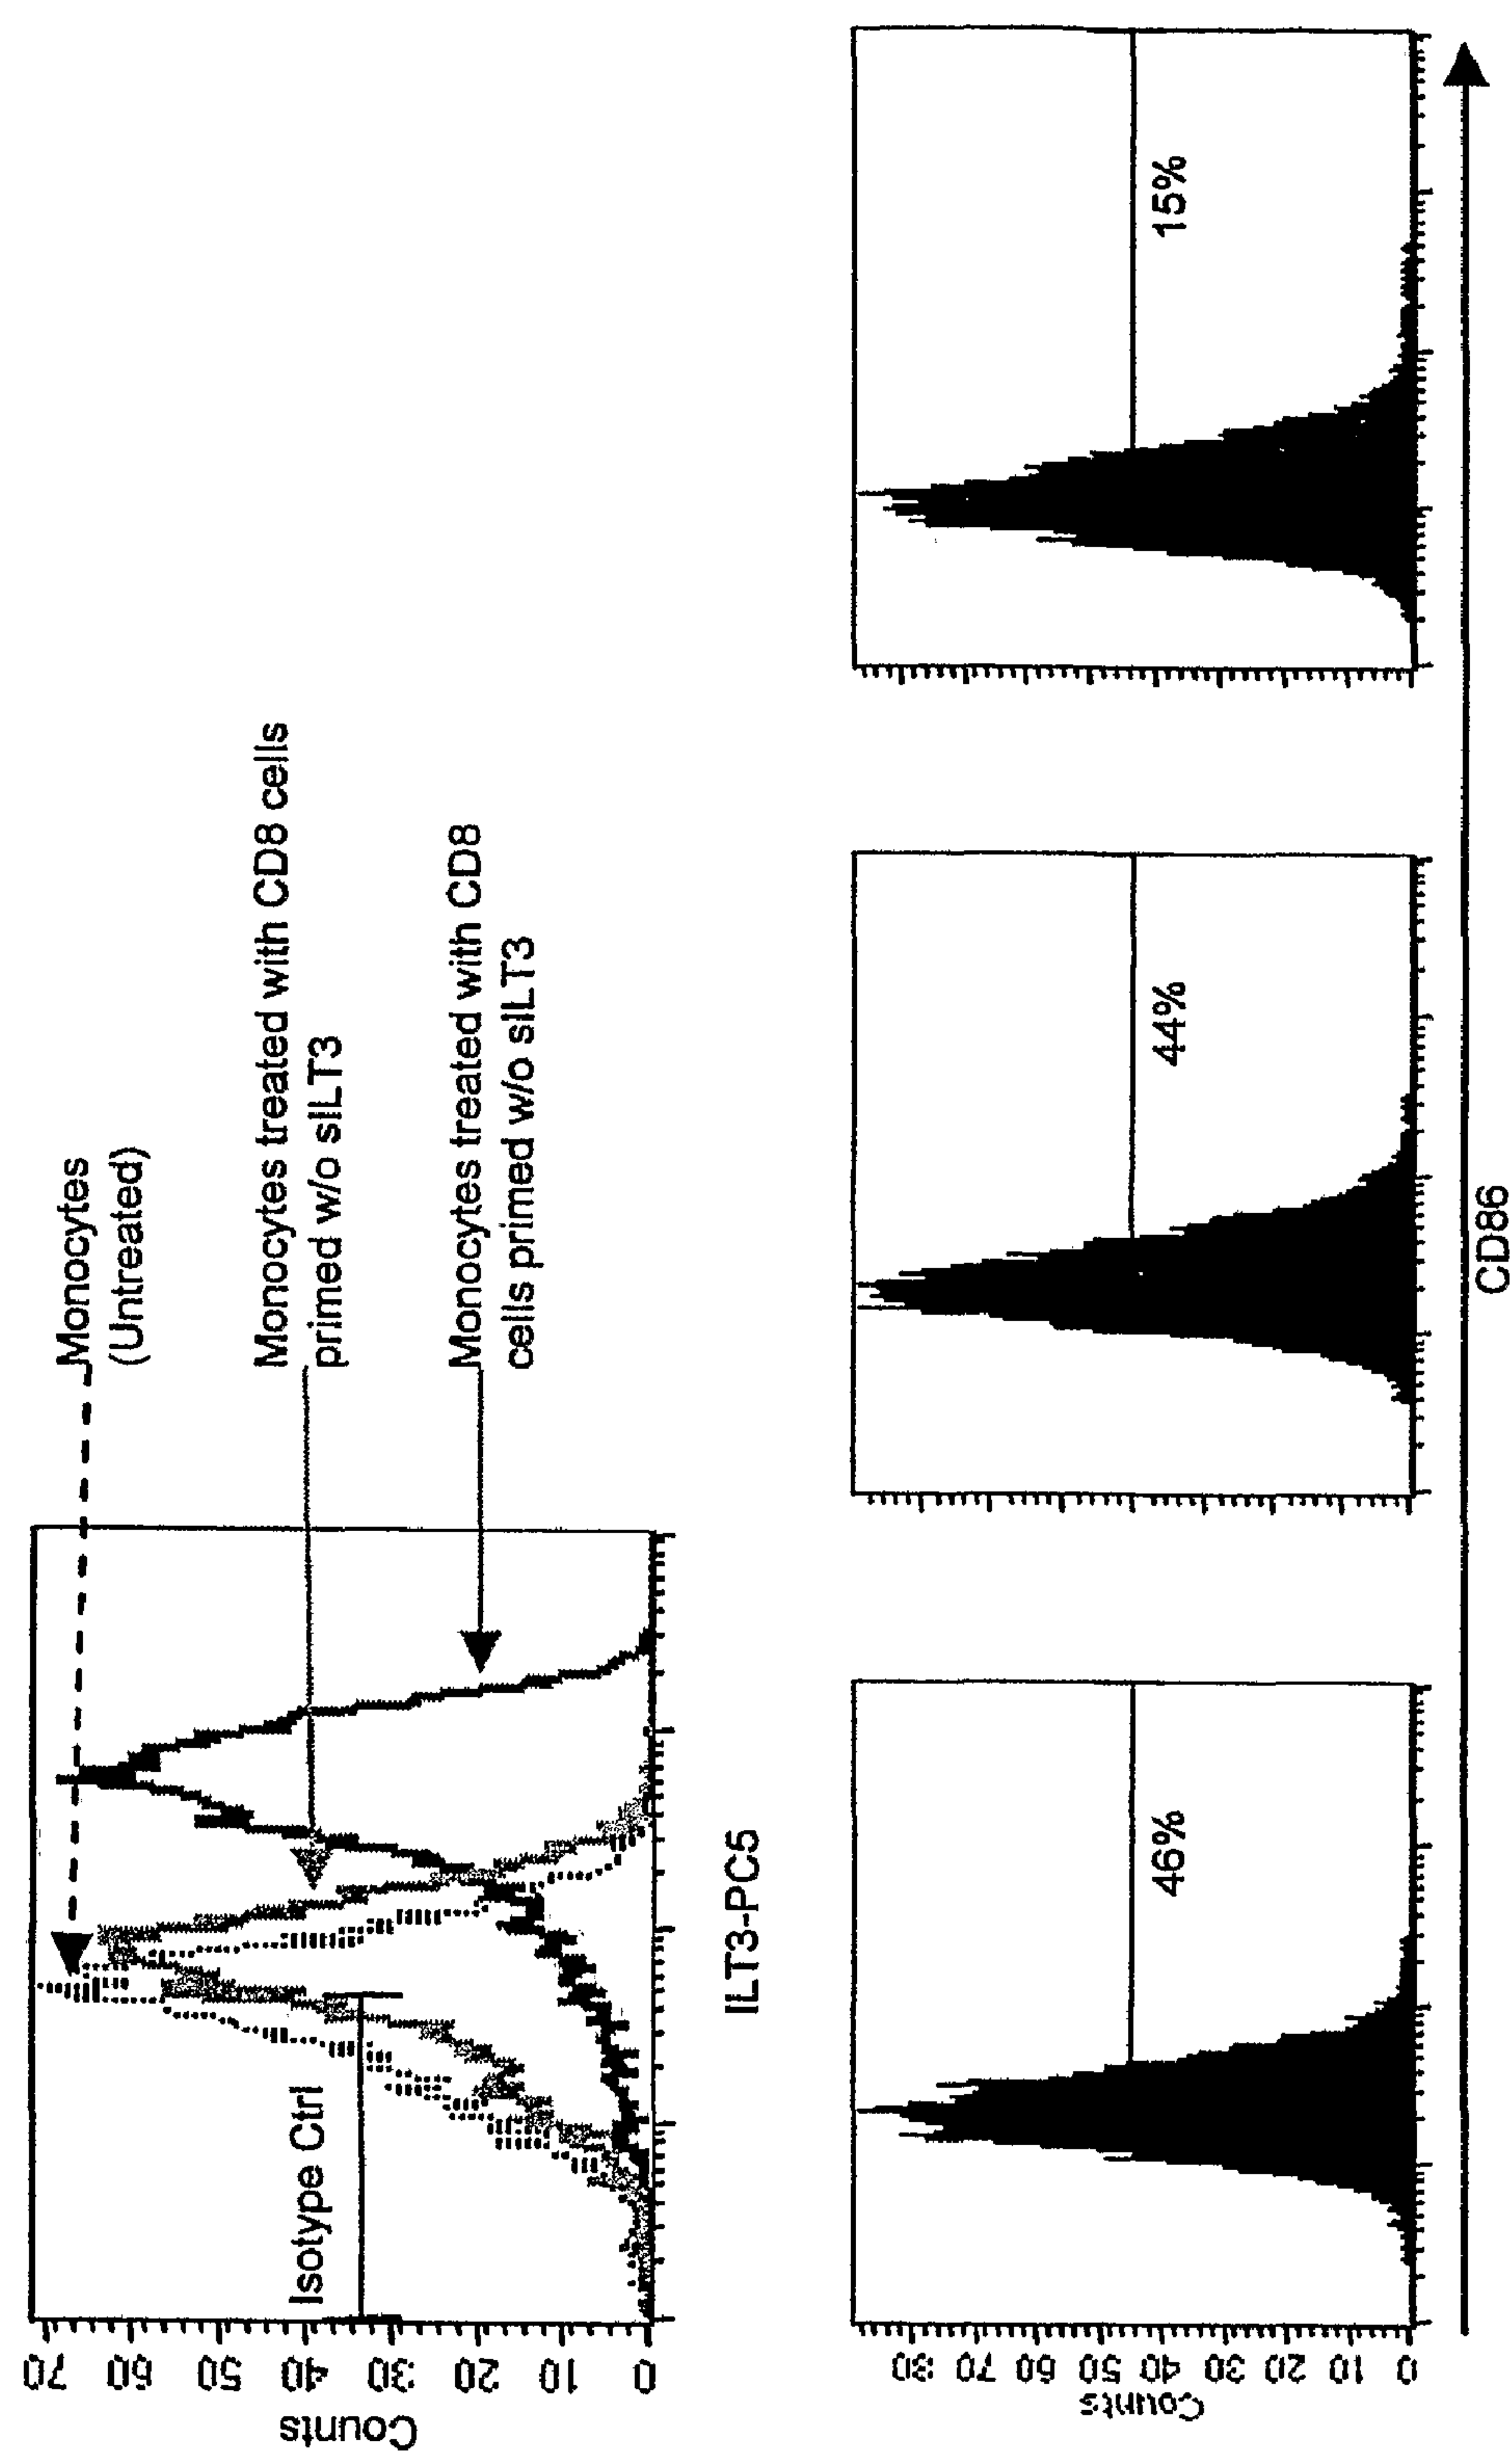 Monocytes
(Untreated)
Monocytes treated with CD8 cells
primed w/o sILT3
Monocytes treated with CD8
cells primed w/o sILT3
Isotype Ctrl
Counts
70
60
50
40
30
20
10
0
ILT3-PC5
46%
44%
15%
Counts
80
70
60
50
40
30
20
10
0
CD86